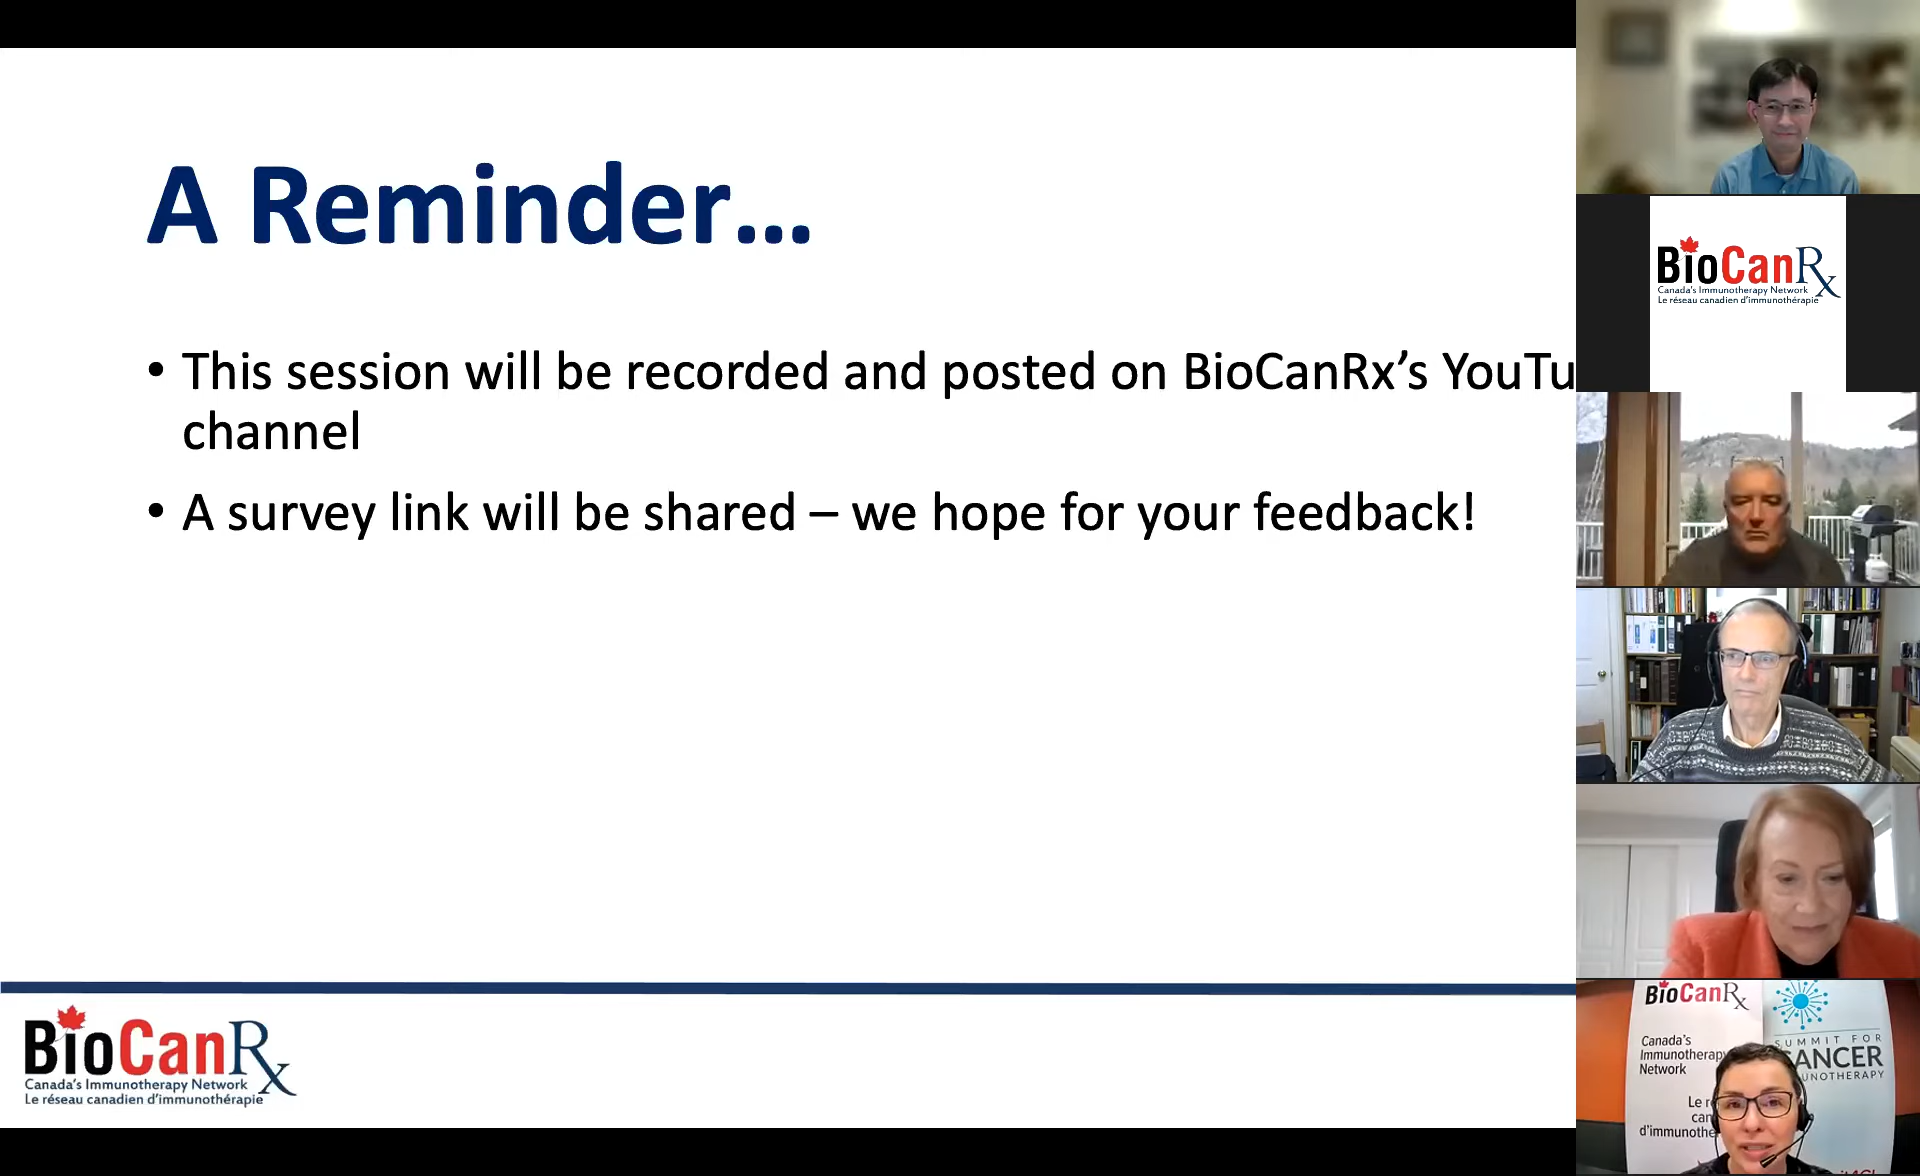 A Reminder...
• This session will be recorded and posted on BioCanRx's YouTu
channel
• A survey link will be shared – we hope for your feedback!
BioCanRx
Canada's Immunotherapy Network
Le réseau canadien d'immunothérapie
BioCanRx
Canada's Immunotherapy Network
Le réseau canadien d'immunothérapie
BioCanRx
Canada's
Immunotherapy
Network
Le r
can
d'immunothe
SUMMIT FOR
ANCER
UNOTHERAPY